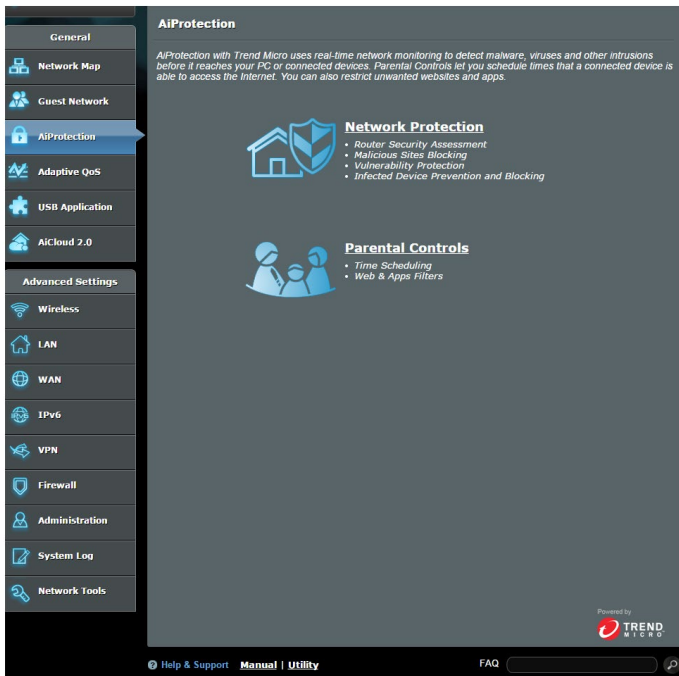 General
Network Map
Guest Network
AiProtection
Adaptive QoS
USB Application
AiCloud 2.0
Advanced Settings
Wireless
LAN
WAN
IPv6
VPN
Firewall
Administration
System Log
Network Tools
AiProtection
AiProtection with Trend Micro uses real-time network monitoring to detect malware, viruses and other intrusions
before it reaches your PC or connected devices. Parental Controls let you schedule times that a connected device is
able to access the Internet. You can also restrict unwanted websites and apps.
Network Protection
• Router Security Assessment
• Malicious Sites Blocking
• Vulnerability Protection
• Infected Device Prevention and Blocking
Parental Controls
• Time Scheduling
• Web & Apps Filters
Powered by
TREND
MICRO
Help & Support Manual | Utility FAQ